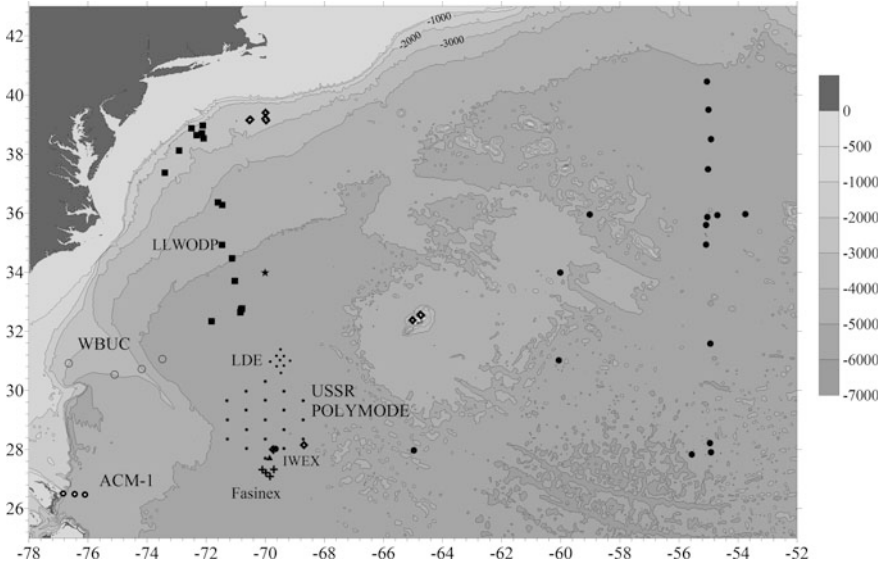 42
40
38
36
34
32
30
28
26
-1000
-2000
-3000
LLWODP
WBUC
LDE
USSR
POLYMODE
IWEX
ACM-1
Fasinex
-78 -76 -74 -72 -70 -68 -66 -64 -62 -60 -58 -56 -54 -52
0
-500
-1000
-2000
-3000
-4000
-5000
-6000
-7000